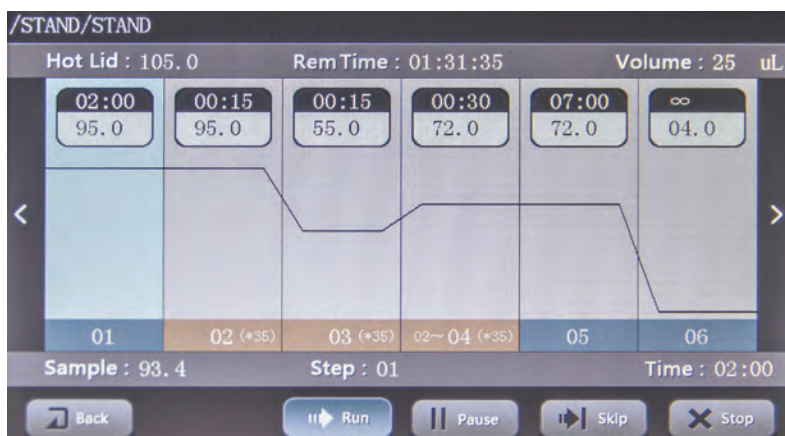 /STAND/STAND
Hot Lid : 105.0 Rem Time : 01:31:35 Volume : 25 uL
02:00 00:15 00:15 00:30 07:00 ∞
95.0 95.0 55.0 72.0 72.0 04.0
01 02 (*35) 03 (*35) 02~04 (*35) 05 06
Sample : 93.4 Step : 01 Time : 02:00
Back Run Pause Skip Stop